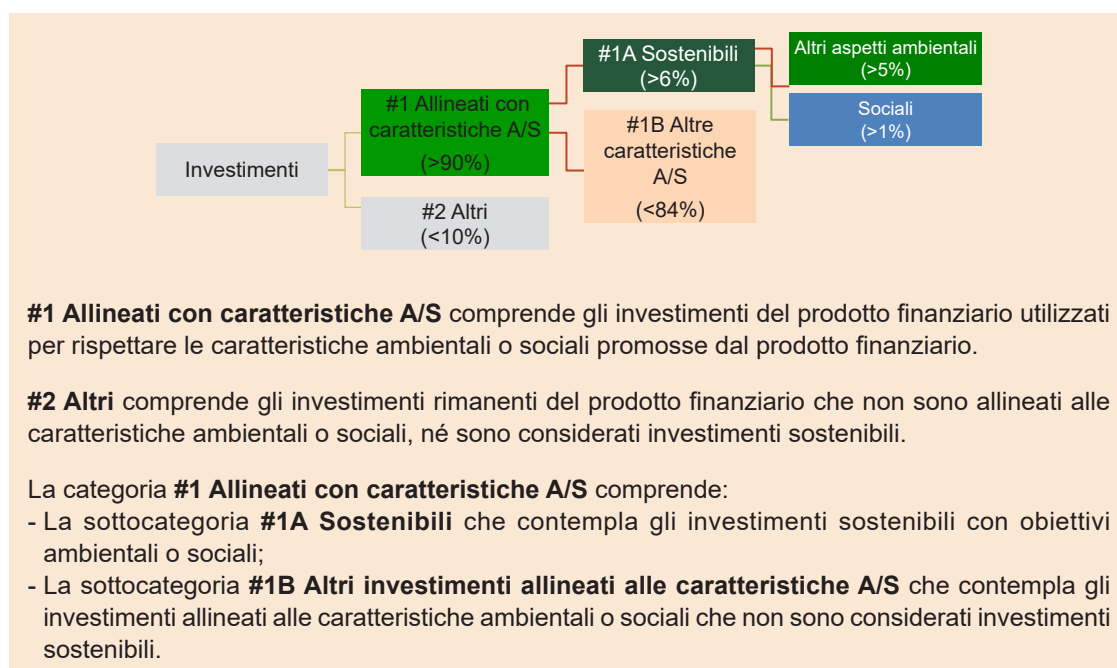 Investimenti
#1 Allineati con
caratteristiche A/S
(>90%)
#2 Altri
(<10%)
#1A Sostenibili
(>6%)
#1B Altre
caratteristiche
A/S
(<84%)
Altri aspetti ambientali
(>5%)
Sociali
(>1%)
#1 Allineati con caratteristiche A/S comprende gli investimenti del prodotto finanziario utilizzati
per rispettare le caratteristiche ambientali o sociali promosse dal prodotto finanziario.
#2 Altri comprende gli investimenti rimanenti del prodotto finanziario che non sono allineati alle
caratteristiche ambientali o sociali, né sono considerati investimenti sostenibili.
La categoria #1 Allineati con caratteristiche A/S comprende:
- La sottocategoria #1A Sostenibili che contempla gli investimenti sostenibili con obiettivi
ambientali o sociali;
- La sottocategoria #1B Altri investimenti allineati alle caratteristiche A/S che contempla gli
investimenti allineati alle caratteristiche ambientali o sociali che non sono considerati investimenti
sostenibili.